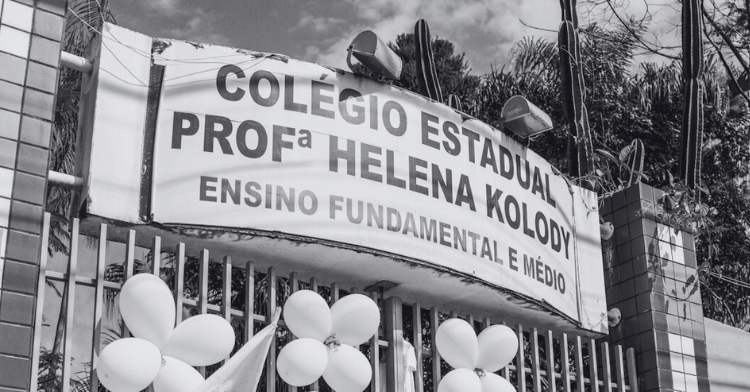 COLÉGIO ESTADUAL
PROFª HELENA KOLODY
ENSINO FUNDAMENTAL E MÉDIO